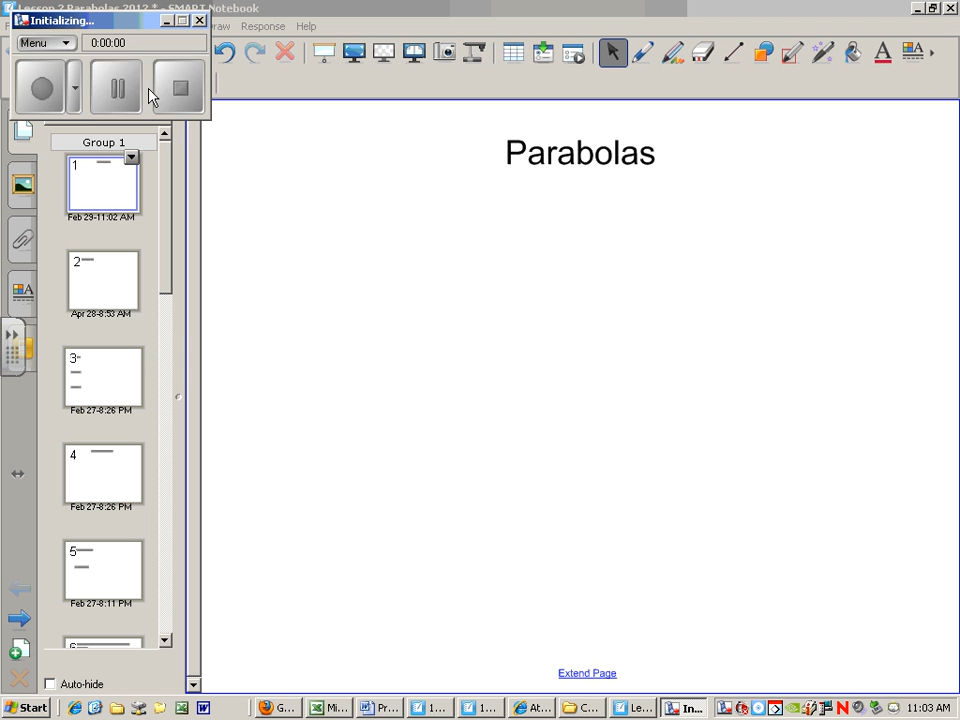 Lesson 2 Parabolas 2012 * - SMART Notebook
Initializing...
Draw Response Help
Menu 0:00:00
Group 1
1
Feb 29-11:02 AM
2
Apr 28-8:53 AM
3
Feb 27-8:26 PM
4
Feb 27-8:26 PM
5
Feb 27-8:11 PM
6
Auto-hide
Parabolas
Extend Page
Start
G...
Mi...
Pr...
1...
1...
At...
C...
Le...
In...
11:03 AM